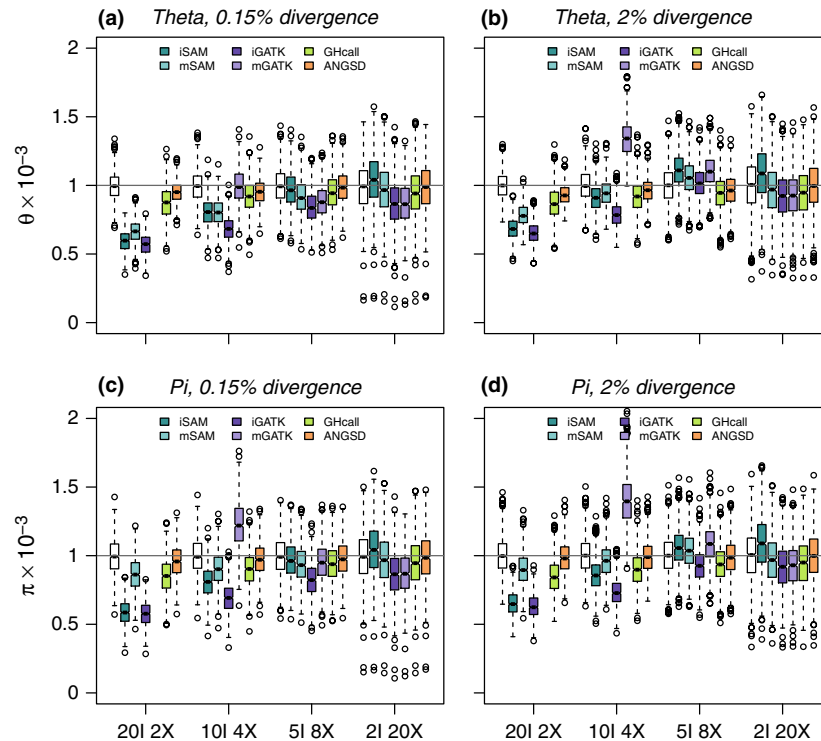 (a) Theta, 0.15% divergence
(b) Theta, 2% divergence
iSAM iGATK GHcall
mSAM mGATK ANGSD
iSAM iGATK GHcall
mSAM mGATK ANGSD
θ × 10⁻³
2
1.5
1
0.5
0
(c) Pi, 0.15% divergence
(d) Pi, 2% divergence
iSAM iGATK GHcall
mSAM mGATK ANGSD
iSAM iGATK GHcall
mSAM mGATK ANGSD
π × 10⁻³
2
1.5
1
0.5
0
20I 2X 10I 4X 5I 8X 2I 20X
20I 2X 10I 4X 5I 8X 2I 20X